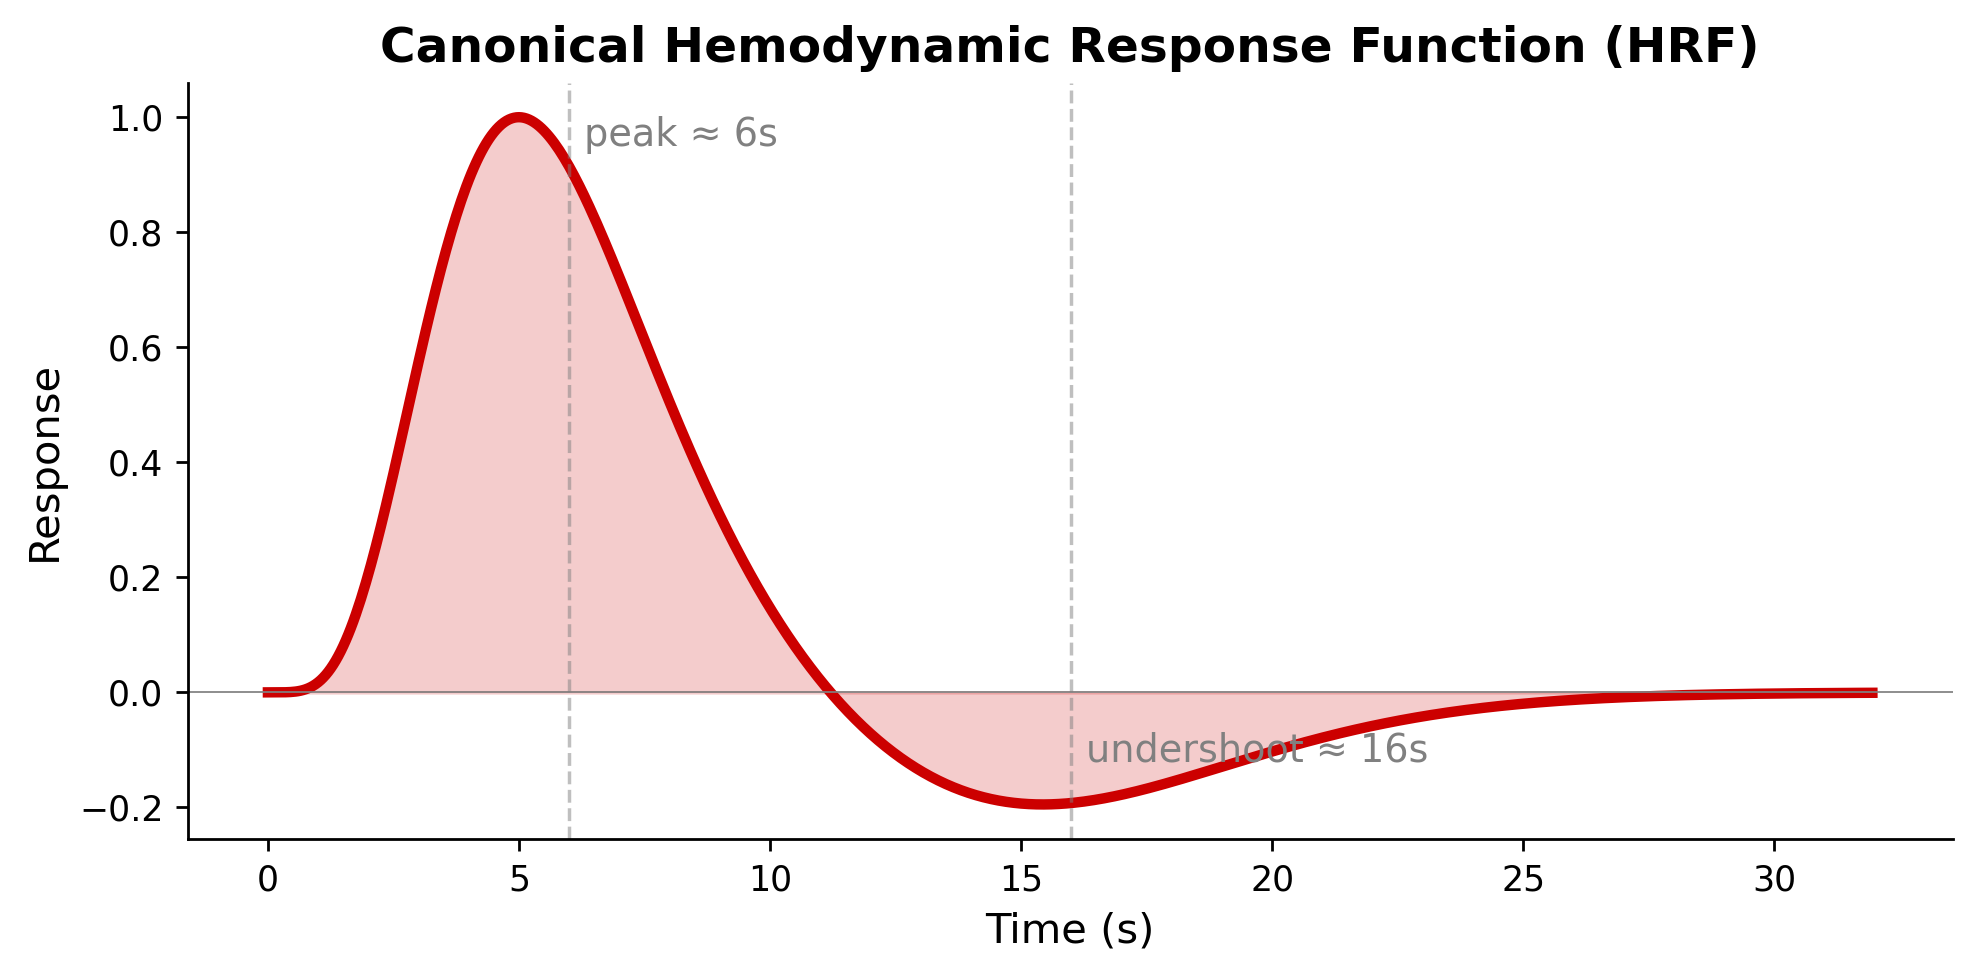 Canonical Hemodynamic Response Function (HRF)
Response
1.0
0.8
0.6
0.4
0.2
0.0
−0.2
peak ≈ 6s
undershoot ≈ 16s
0 5 10 15 20 25 30
Time (s)